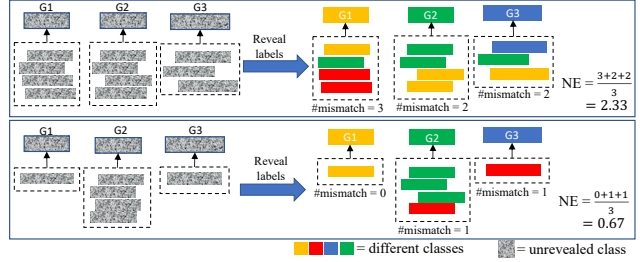 G1 G2 G3 Reveal labels G1 G2 G3
#mismatch = 3 #mismatch = 2 #mismatch = 2
NE = \frac{3+2+2}{3}
= 2.33
G1 G2 G3 Reveal labels G1 G2 G3
#mismatch = 0 #mismatch = 1 #mismatch = 1
NE = \frac{0+1+1}{3}
= 0.67
= different classes = unrevealed class